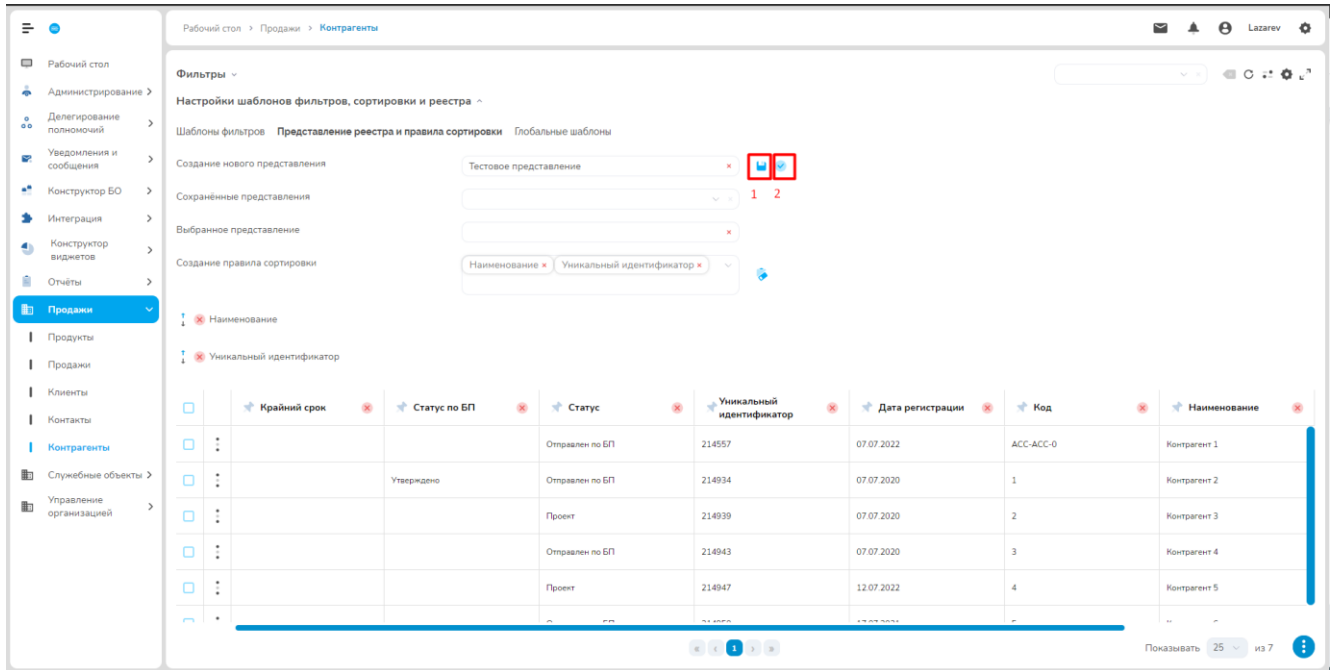 Рабочий стол > Продажи > Контрагенты
Lazarev
Рабочий стол
Администрирование
Делегирование
полномочий
Уведомления и
сообщения
Конструктор БО
Интеграция
Конструктор
виджетов
Отчёты
Продажи
Продукты
Продажи
Клиенты
Контакты
Контрагенты
Служебные объекты
Управление
организацией
Фильтры
Настройки шаблонов фильтров, сортировки и реестра
Шаблоны фильтров Представление реестра и правила сортировки Глобальные шаблоны
Создание нового представления Тестовое представление
1 2
Сохранённые представления
Выбранное представление
Создание правила сортировки Наименование Уникальный идентификатор
Наименование
Уникальный идентификатор
Крайний срок Статус по БП Статус Уникальный идентификатор Дата регистрации Код Наименование
Отправлен по БП 214557 07.07.2022 ACC-ACC-0 Контрагент 1
Утверждено Отправлен по БП 214934 07.07.2020 1 Контрагент 2
Проект 214939 07.07.2020 2 Контрагент 3
Отправлен по БП 214943 07.07.2020 3 Контрагент 4
Проект 214947 12.07.2022 4 Контрагент 5
« ‹ 1 › »
Показывать 25 из 7